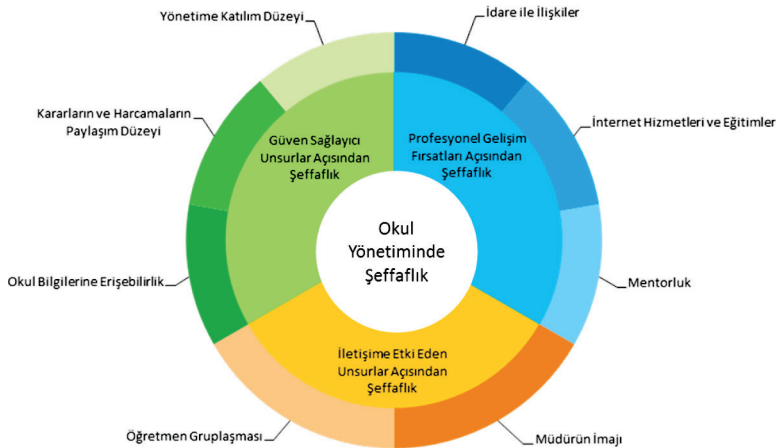 Yönetime Katılım Düzeyi
İdare ile İlişkiler
Kararların ve Harcamaların
Paylaşım Düzeyi
İnternet Hizmetleri ve Eğitimler
Güven Sağlayıcı
Unsurlar Açısından
Şeffaflık
Profesyonel Gelişim
Fırsatları Açısından
Şeffaflık
Okul
Yönetiminde
Şeffaflık
Okul Bilgilerine Erişebilirlik
Mentorluk
İletişime Etki Eden
Unsurlar Açısından
Şeffaflık
Öğretmen Gruplaşması
Müdürün İmajı